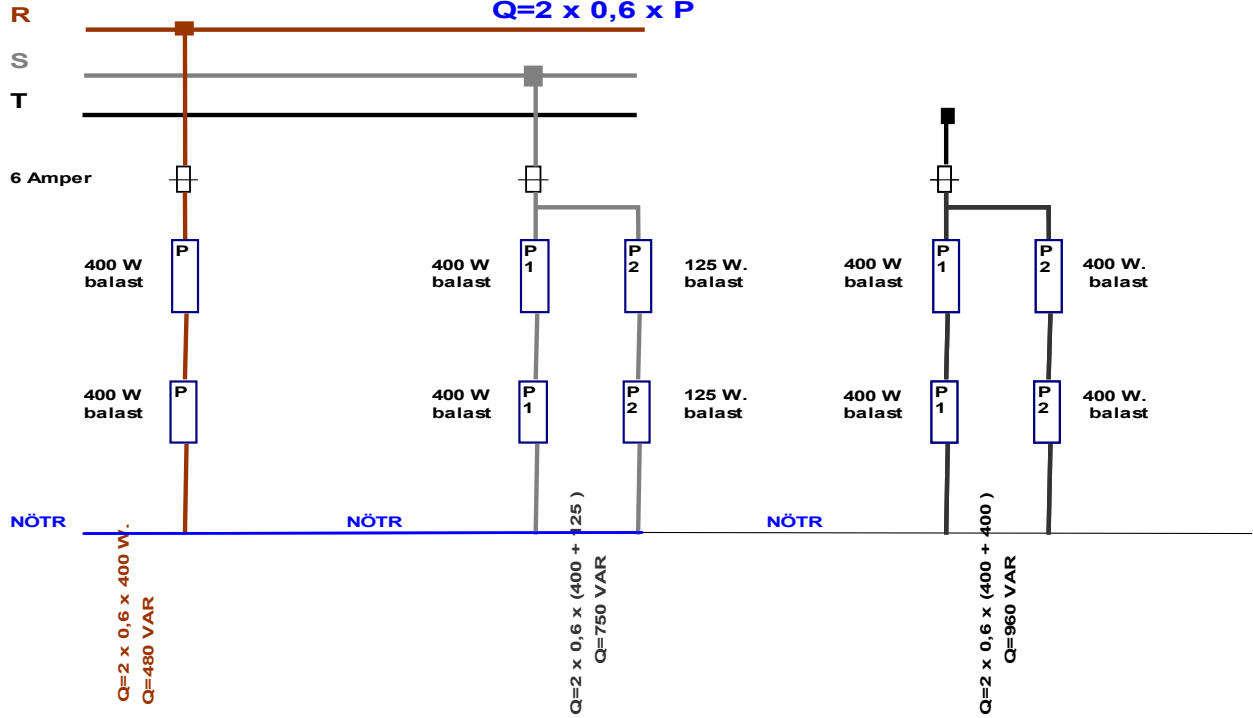 Q=2 x 0,6 x P
R
S
T
6 Amper
P
400 W
balast
P
1
400 W
balast
P
2
125 W.
balast
P
1
400 W
balast
P
2
400 W.
balast
P
400 W
balast
P
1
400 W
balast
P
2
125 W.
balast
P
1
400 W
balast
P
2
400 W.
balast
NÖTR
NÖTR
NÖTR
Q=2 x 0,6 x 400 W.
Q=480 VAR
Q=2 x 0,6 x (400 + 125 )
Q=750 VAR
Q=2 x 0,6 x (400 + 400 )
Q=960 VAR